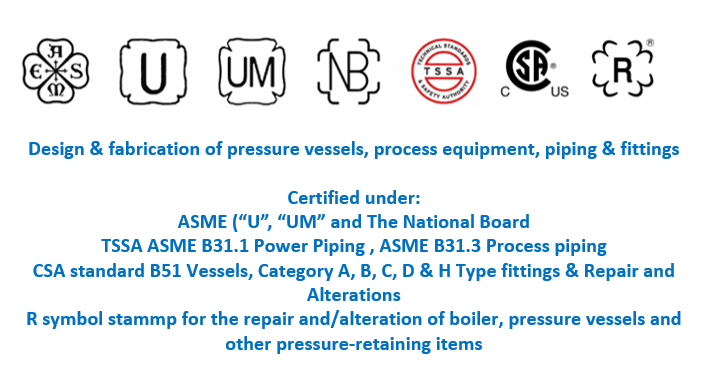 A
E S
M
U
UM
NB
TECHNICAL STANDARDS
TSSA
& SAFETY AUTHORITY
CSA ®
C US
R ®
Design & fabrication of pressure vessels, process equipment, piping & fittings
Certified under:
ASME (“U”, “UM” and The National Board
TSSA ASME B31.1 Power Piping , ASME B31.3 Process piping
CSA standard B51 Vessels, Category A, B, C, D & H Type fittings & Repair and
Alterations
R symbol stammp for the repair and/alteration of boiler, pressure vessels and
other pressure-retaining items